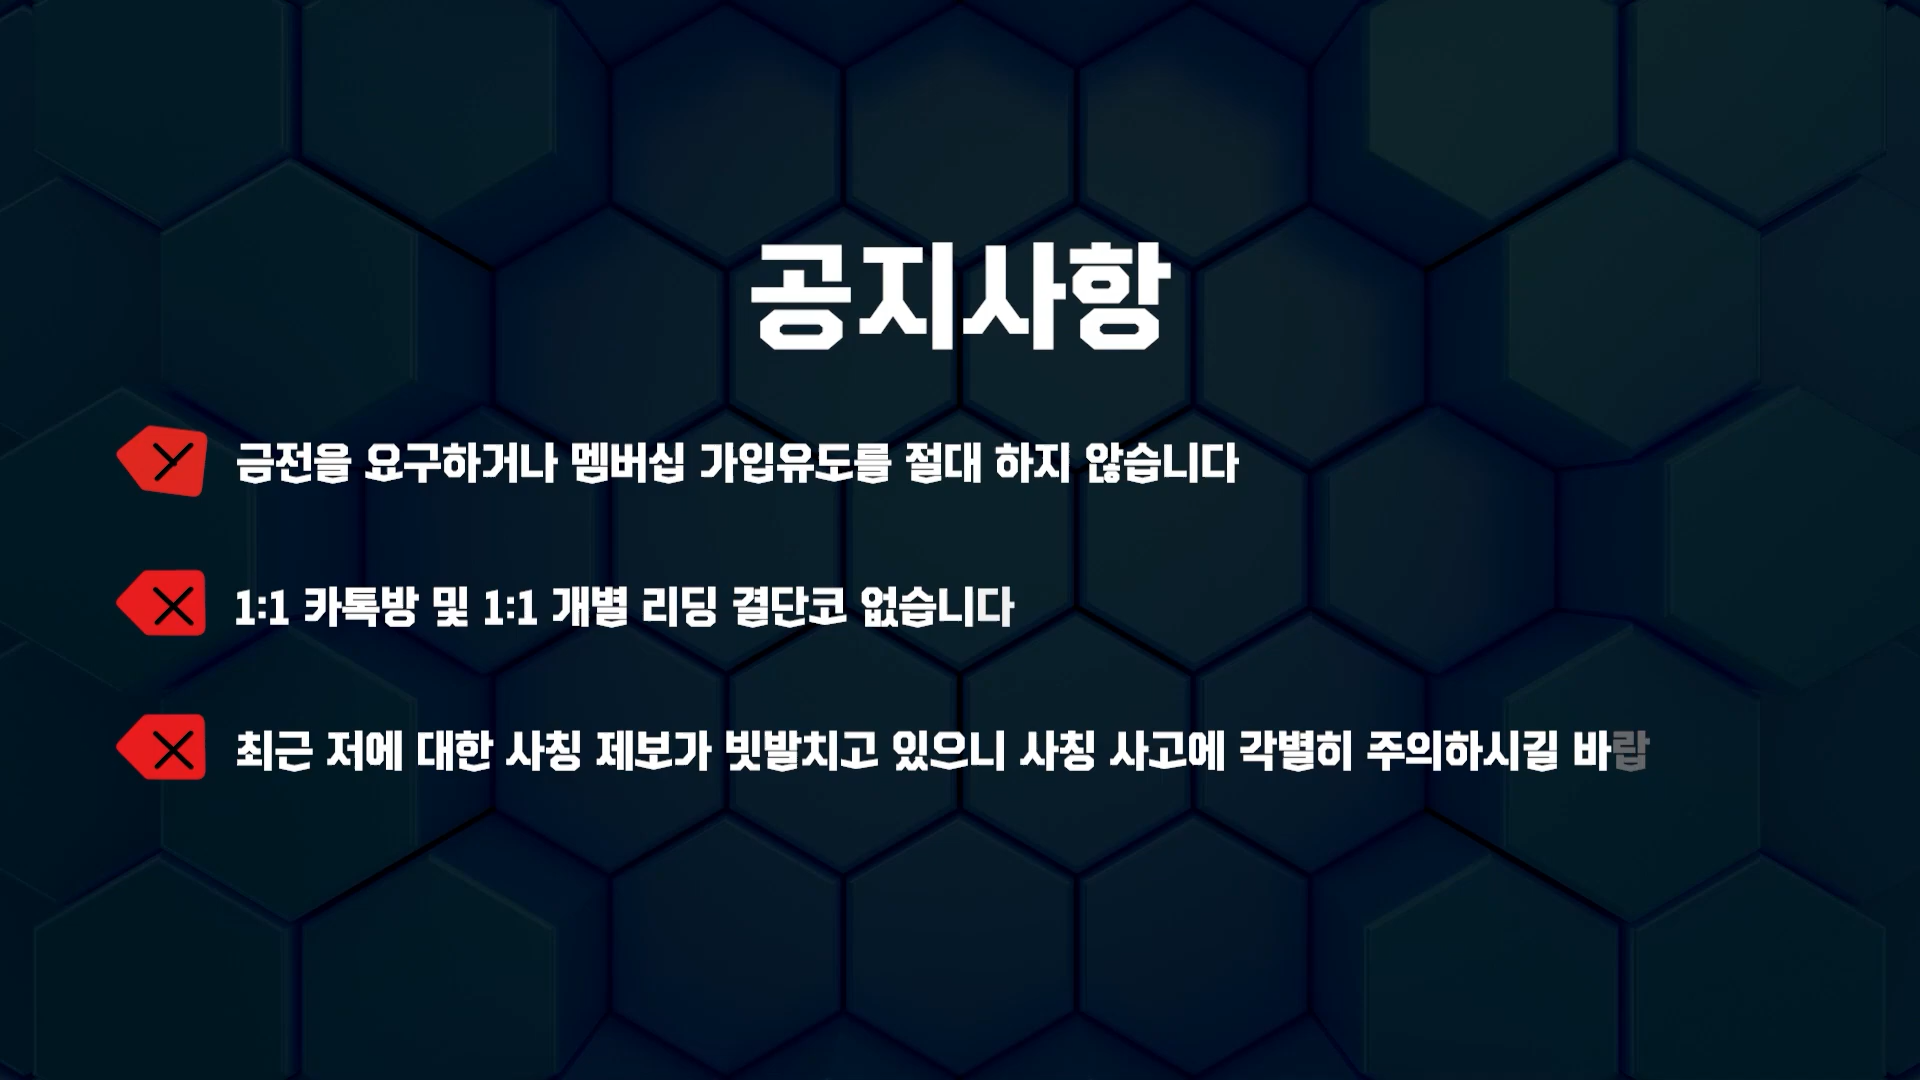 공지사항
금전을 요구하거나 멤버십 가입유도를 절대 하지 않습니다
1:1 카톡방 및 1:1 개별 리딩 결단코 없습니다
최근 저에 대한 사칭 제보가 빗발치고 있으니 사칭 사고에 각별히 주의하시길 바랍